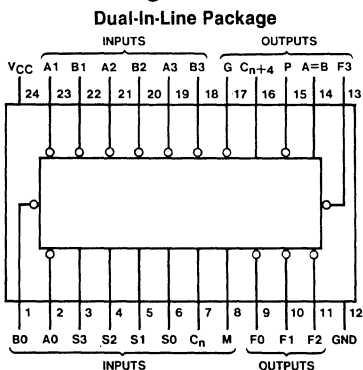 Dual-In-Line Package
INPUTS OUTPUTS
VCC A1 B1 A2 B2 A3 B3 G Cn+4 P A=B F3
24 23 22 21 20 19 18 17 16 15 14 13
1 2 3 4 5 6 7 8 9 10 11 12
B0 A0 S3 S2 S1 S0 Cn M F0 F1 F2 GND
INPUTS OUTPUTS